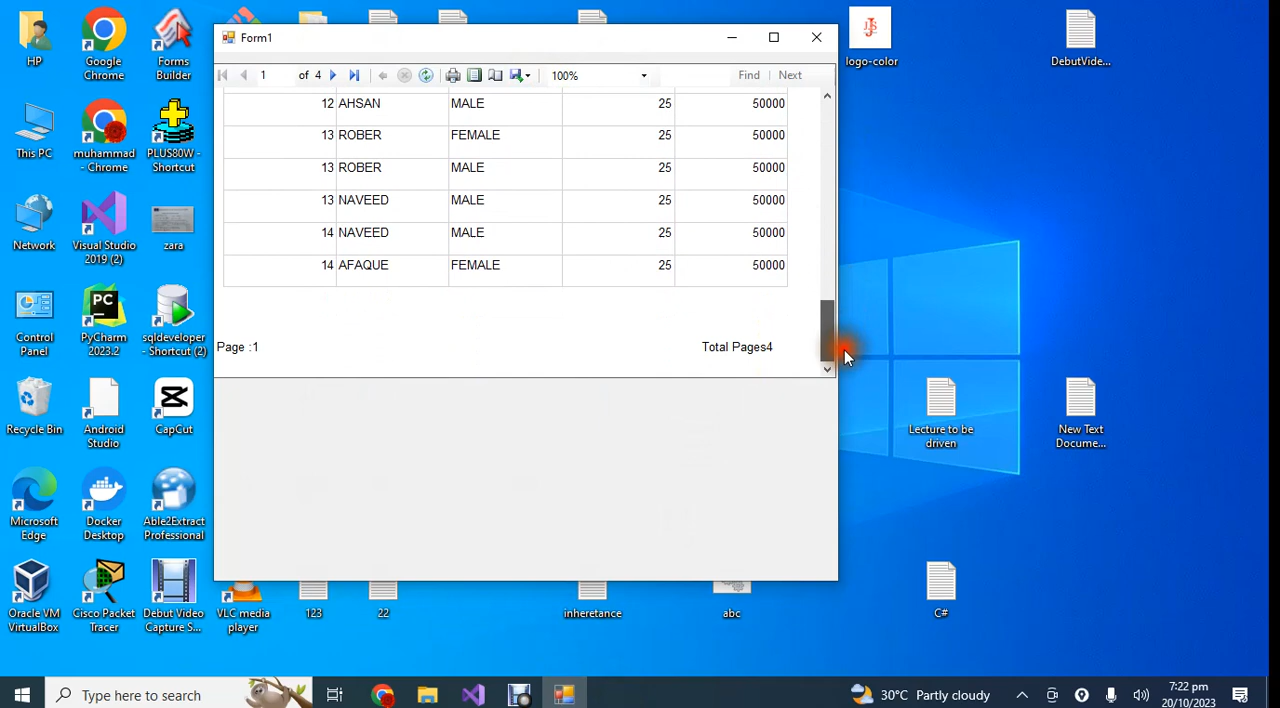 Form1
1 of 4 100% Find Next
12 AHSAN MALE 25 50000
13 ROBER FEMALE 25 50000
13 ROBER MALE 25 50000
13 NAVEED MALE 25 50000
14 NAVEED MALE 25 50000
14 AFAQUE FEMALE 25 50000
Page :1 Total Pages4
HP
Google
Chrome
Forms
Builder
logo-color
DebutVide...
This PC
muhammad
- Chrome
PLUS80W -
Shortcut
Network
Visual Studio
2019 (2)
zara
Control
Panel
PyCharm
2023.2
sqldeveloper
- Shortcut (2)
Recycle Bin
Android
Studio
CapCut
Lecture to be
driven
New Text
Docume...
Microsoft
Edge
Docker
Desktop
Able2Extract
Professional
Oracle VM
VirtualBox
Cisco Packet
Tracer
Debut Video
Capture S...
VLC media
player
123
22
inheretance
abc
C#
Type here to search
30°C Partly cloudy
7:22 pm
20/10/2023